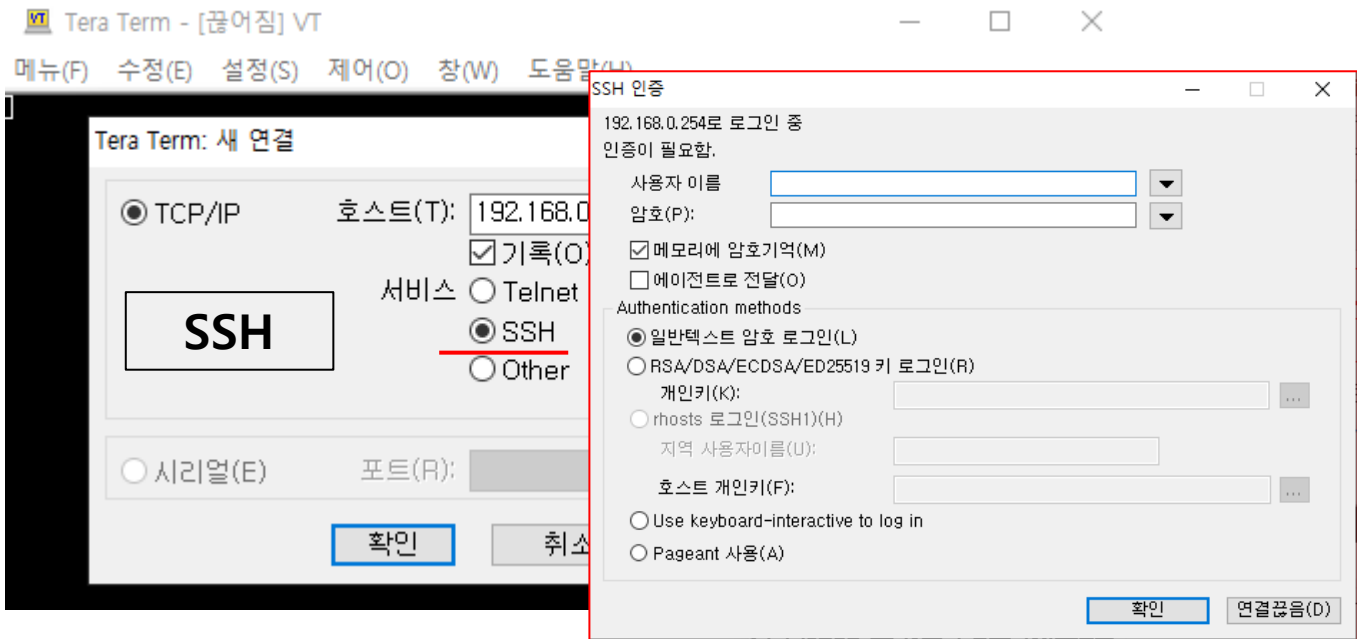 Tera Term - [끊어짐] VT
메뉴(F) 수정(E) 설정(S) 제어(O) 창(W) 도움말(H)
Tera Term: 새 연결
TCP/IP
호스트(T): 192.168.0
기록(O)
서비스
Telnet
SSH
SSH
Other
시리얼(E)
포트(R):
확인
취소
SSH 인증
192.168.0.254로 로그인 중
인증이 필요함.
사용자 이름
암호(P):
메모리에 암호기억(M)
에이전트로 전달(O)
Authentication methods
일반텍스트 암호 로그인(L)
RSA/DSA/ECDSA/ED25519 키 로그인(R)
개인키(K):
...
rhosts 로그인(SSH1)(H)
지역 사용자이름(U):
호스트 개인키(F):
...
Use keyboard-interactive to log in
Pageant 사용(A)
확인
연결끊음(D)